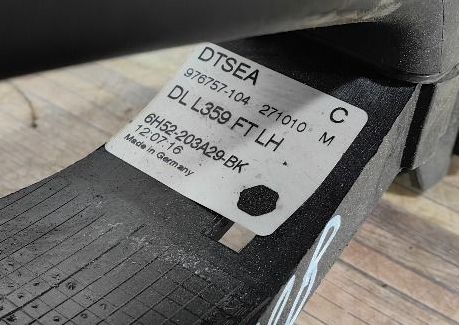 DTSEA C
976757-104 271010 M
DL L359 FT LH
6H52-203A29-BK
12.07.16
Made in Germany